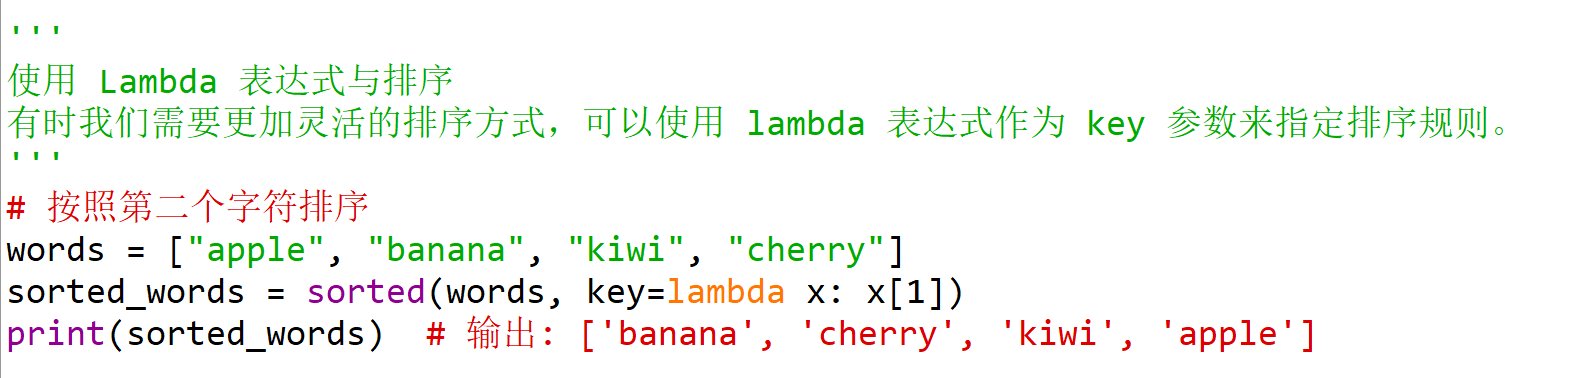 '''
使用 Lambda 表达式与排序
有时我们需要更加灵活的排序方式，可以使用 lambda 表达式作为 key 参数来指定排序规则。
'''
# 按照第二个字符排序
words = ["apple", "banana", "kiwi", "cherry"]
sorted_words = sorted(words, key=lambda x: x[1])
print(sorted_words)  # 输出: ['banana', 'cherry', 'kiwi', 'apple']